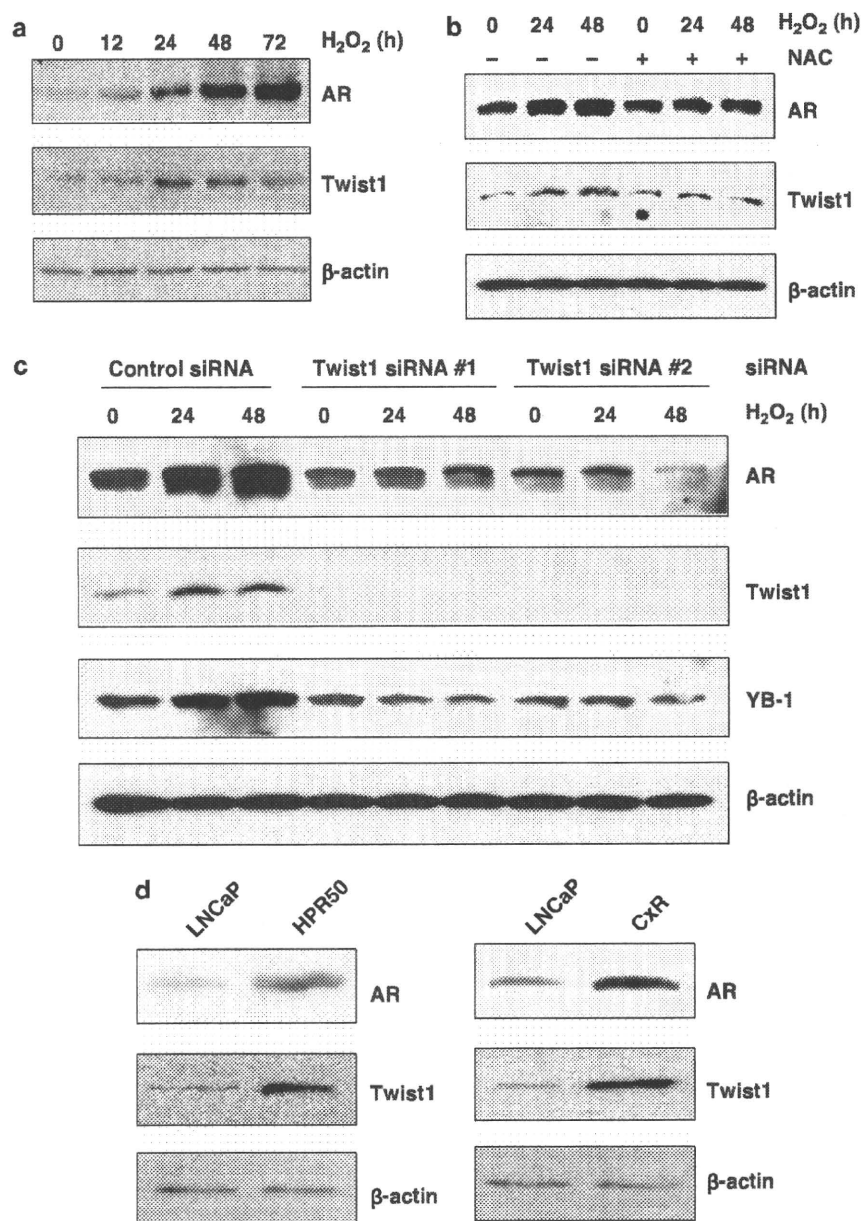 a
0 12 24 48 72 H₂O₂ (h)
AR
Twist1
β-actin
b
0 24 48 0 24 48 H₂O₂ (h)
– – – + + + NAC
AR
Twist1
β-actin
c
Control siRNA Twist1 siRNA #1 Twist1 siRNA #2 siRNA
0 24 48 0 24 48 0 24 48 H₂O₂ (h)
AR
Twist1
YB-1
β-actin
d
LNCaP HPR50
AR
Twist1
β-actin
LNCaP CxR
AR
Twist1
β-actin